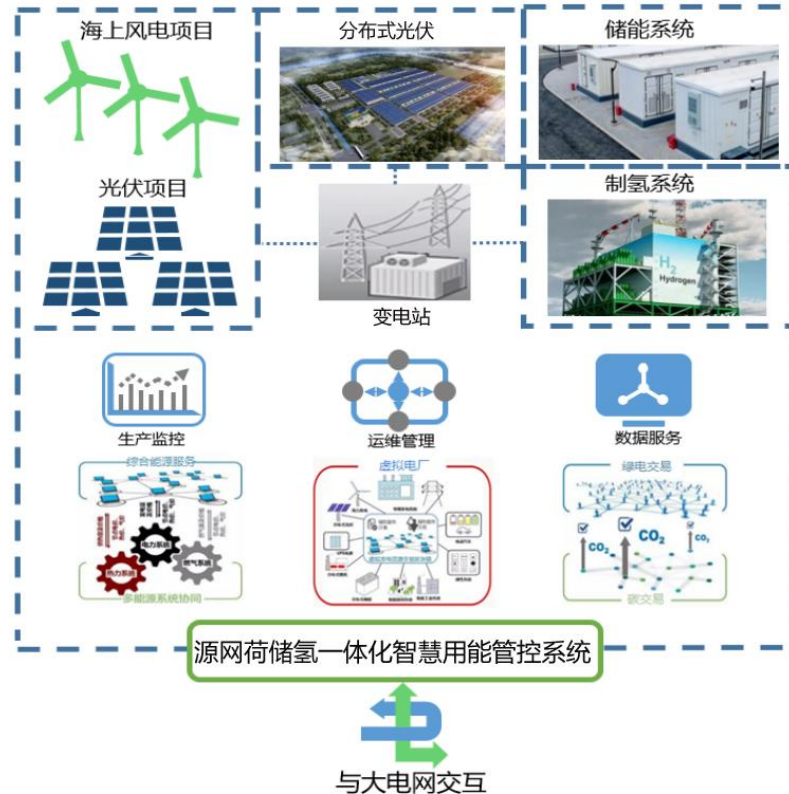 海上风电项目
分布式光伏
储能系统
光伏项目
制氢系统
H2
Hydrogen
变电站
生产监控
运维管理
数据服务
综合能源服务
虚拟电厂
绿电交易
电力系统
热力系统
燃气系统
CO₂
CO₂
CO₂
多能源系统协同
碳交易
源网荷储氢一体化智慧用能管控系统
与大电网交互